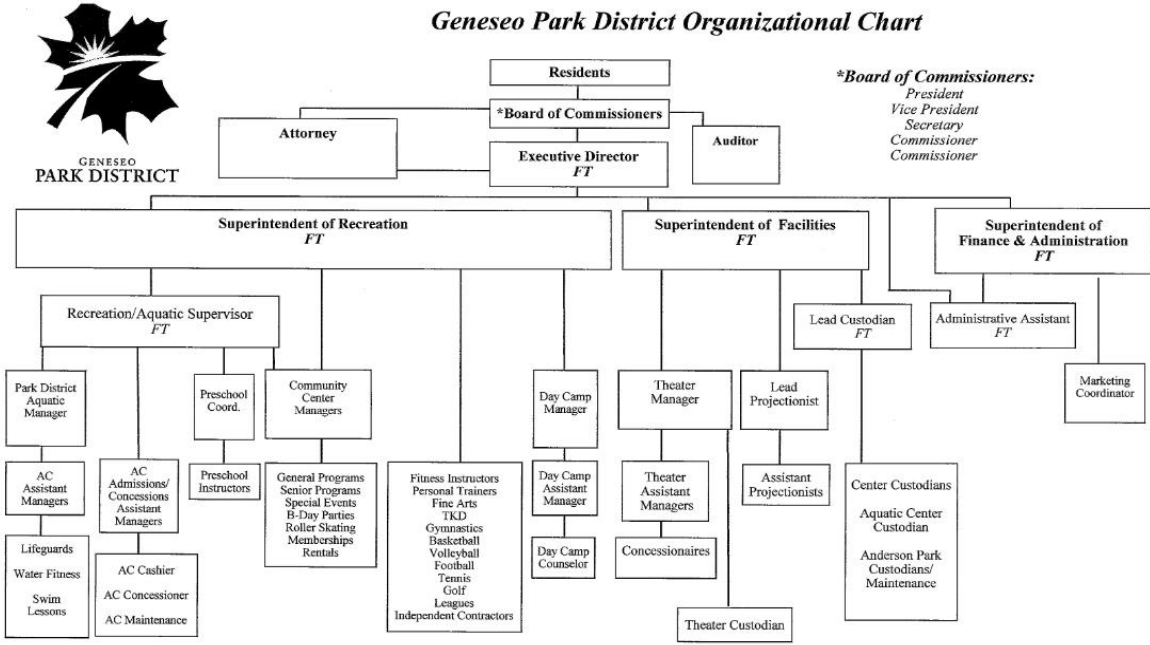 Geneseo Park District Organizational Chart
GENESEO
PARK DISTRICT
Residents
*Board of Commissioners
Attorney
Auditor
Executive Director
FT
*Board of Commissioners:
President
Vice President
Secretary
Commissioner
Commissioner
Superintendent of Recreation
FT
Superintendent of Facilities
FT
Superintendent of
Finance & Administration
FT
Recreation/Aquatic Supervisor
FT
Lead Custodian
FT
Administrative Assistant
FT
Park District
Aquatic
Manager
Preschool
Coord.
Community
Center
Managers
Day Camp
Manager
Theater
Manager
Lead
Projectionist
Marketing
Coordinator
AC
Assistant
Managers
AC
Admissions/
Concessions
Assistant
Managers
Preschool
Instructors
General Programs
Senior Programs
Special Events
B-Day Parties
Roller Skating
Memberships
Rentals
Fitness Instructors
Personal Trainers
Fine Arts
TKD
Gymnastics
Basketball
Volleyball
Football
Tennis
Golf
Leagues
Independent Contractors
Day Camp
Assistant
Manager
Theater
Assistant
Managers
Assistant
Projectionists
Center Custodians
Aquatic Center
Custodian
Anderson Park
Custodians/
Maintenance
Lifeguards
Water Fitness
Swim
Lessons
AC Cashier
AC Concessioner
AC Maintenance
Day Camp
Counselor
Concessionaires
Theater Custodian